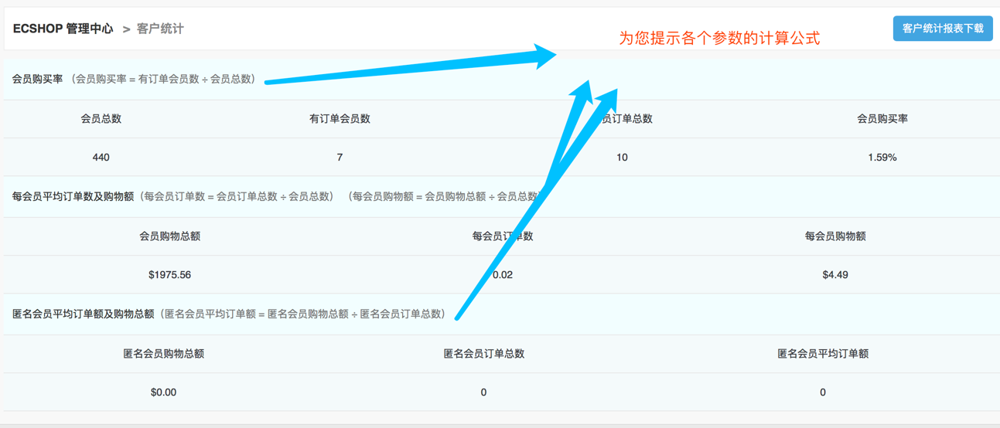 ECSHOP 管理中心 > 客户统计
为您提示各个参数的计算公式
客户统计报表下载
会员购买率 （会员购买率 = 有订单会员数 ÷ 会员总数）
会员总数 有订单会员数 员订单总数 会员购买率
440 7 10 1.59%
每会员平均订单数及购物额（每会员订单数 = 会员订单总数 ÷ 会员总数） （每会员购物额 = 会员购物总额 ÷ 会员总数
会员购物总额 每会员订单数 每会员购物额
$1975.56 0.02 $4.49
匿名会员平均订单额及购物总额（匿名会员平均订单额 = 匿名会员购物总额 ÷ 匿名会员订单总数）
匿名会员购物总额 匿名会员订单总数 匿名会员平均订单额
$0.00 0 0